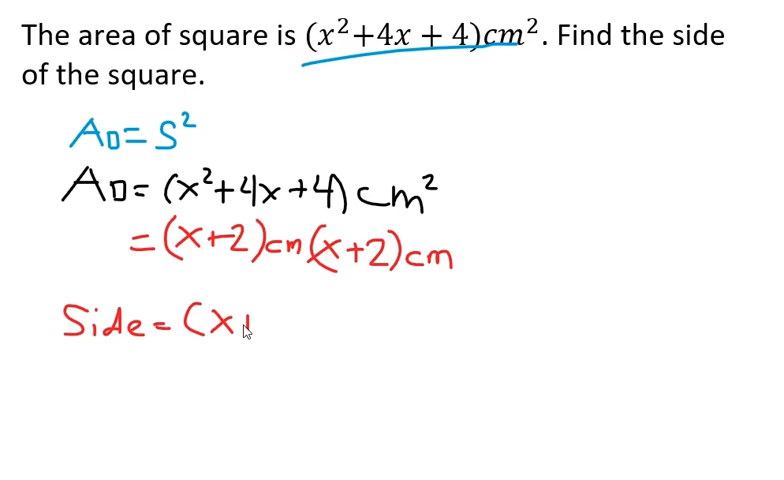 The area of square is (x²+4x + 4)cm². Find the side
of the square.
A□= S²
A□= (x²+4x+4) cm²
= (x+2)cm(x+2)cm
Side = (x+